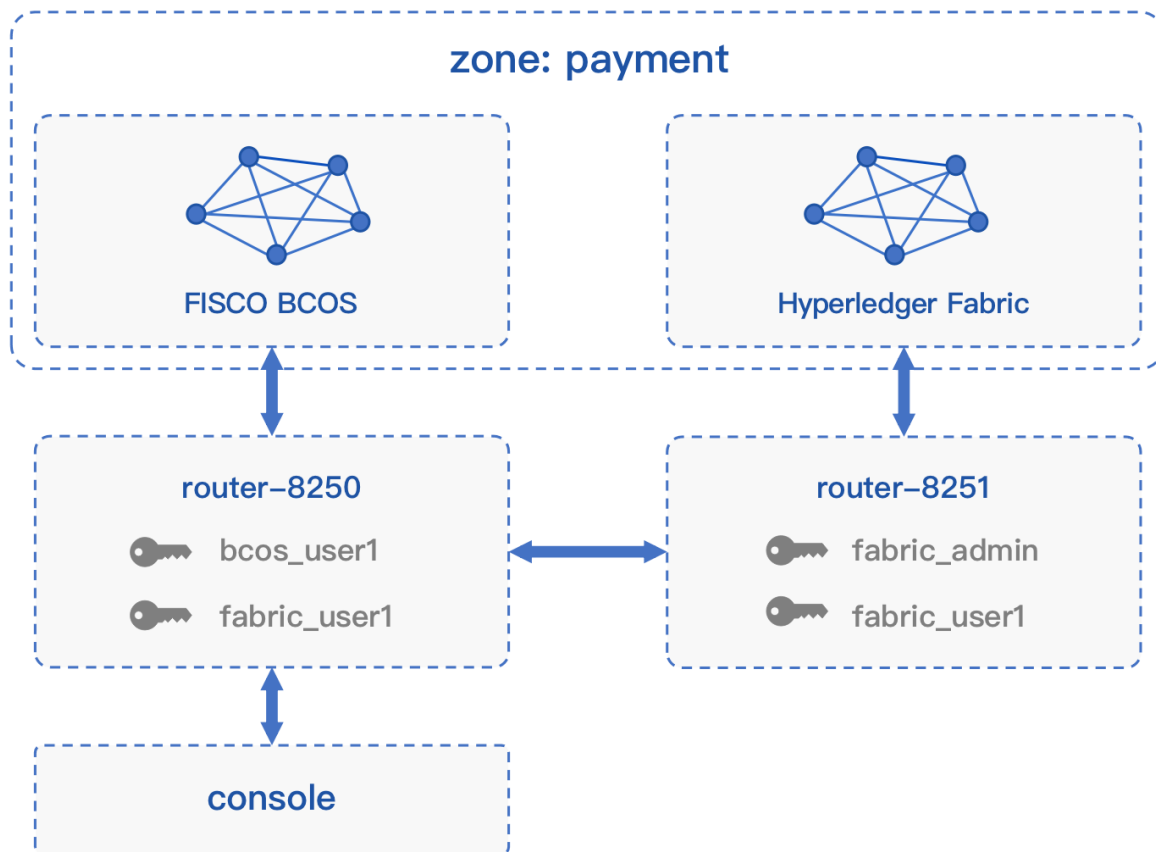 zone: payment
FISCO BCOS
Hyperledger Fabric
router-8250
bcos_user1
fabric_user1
router-8251
fabric_admin
fabric_user1
console